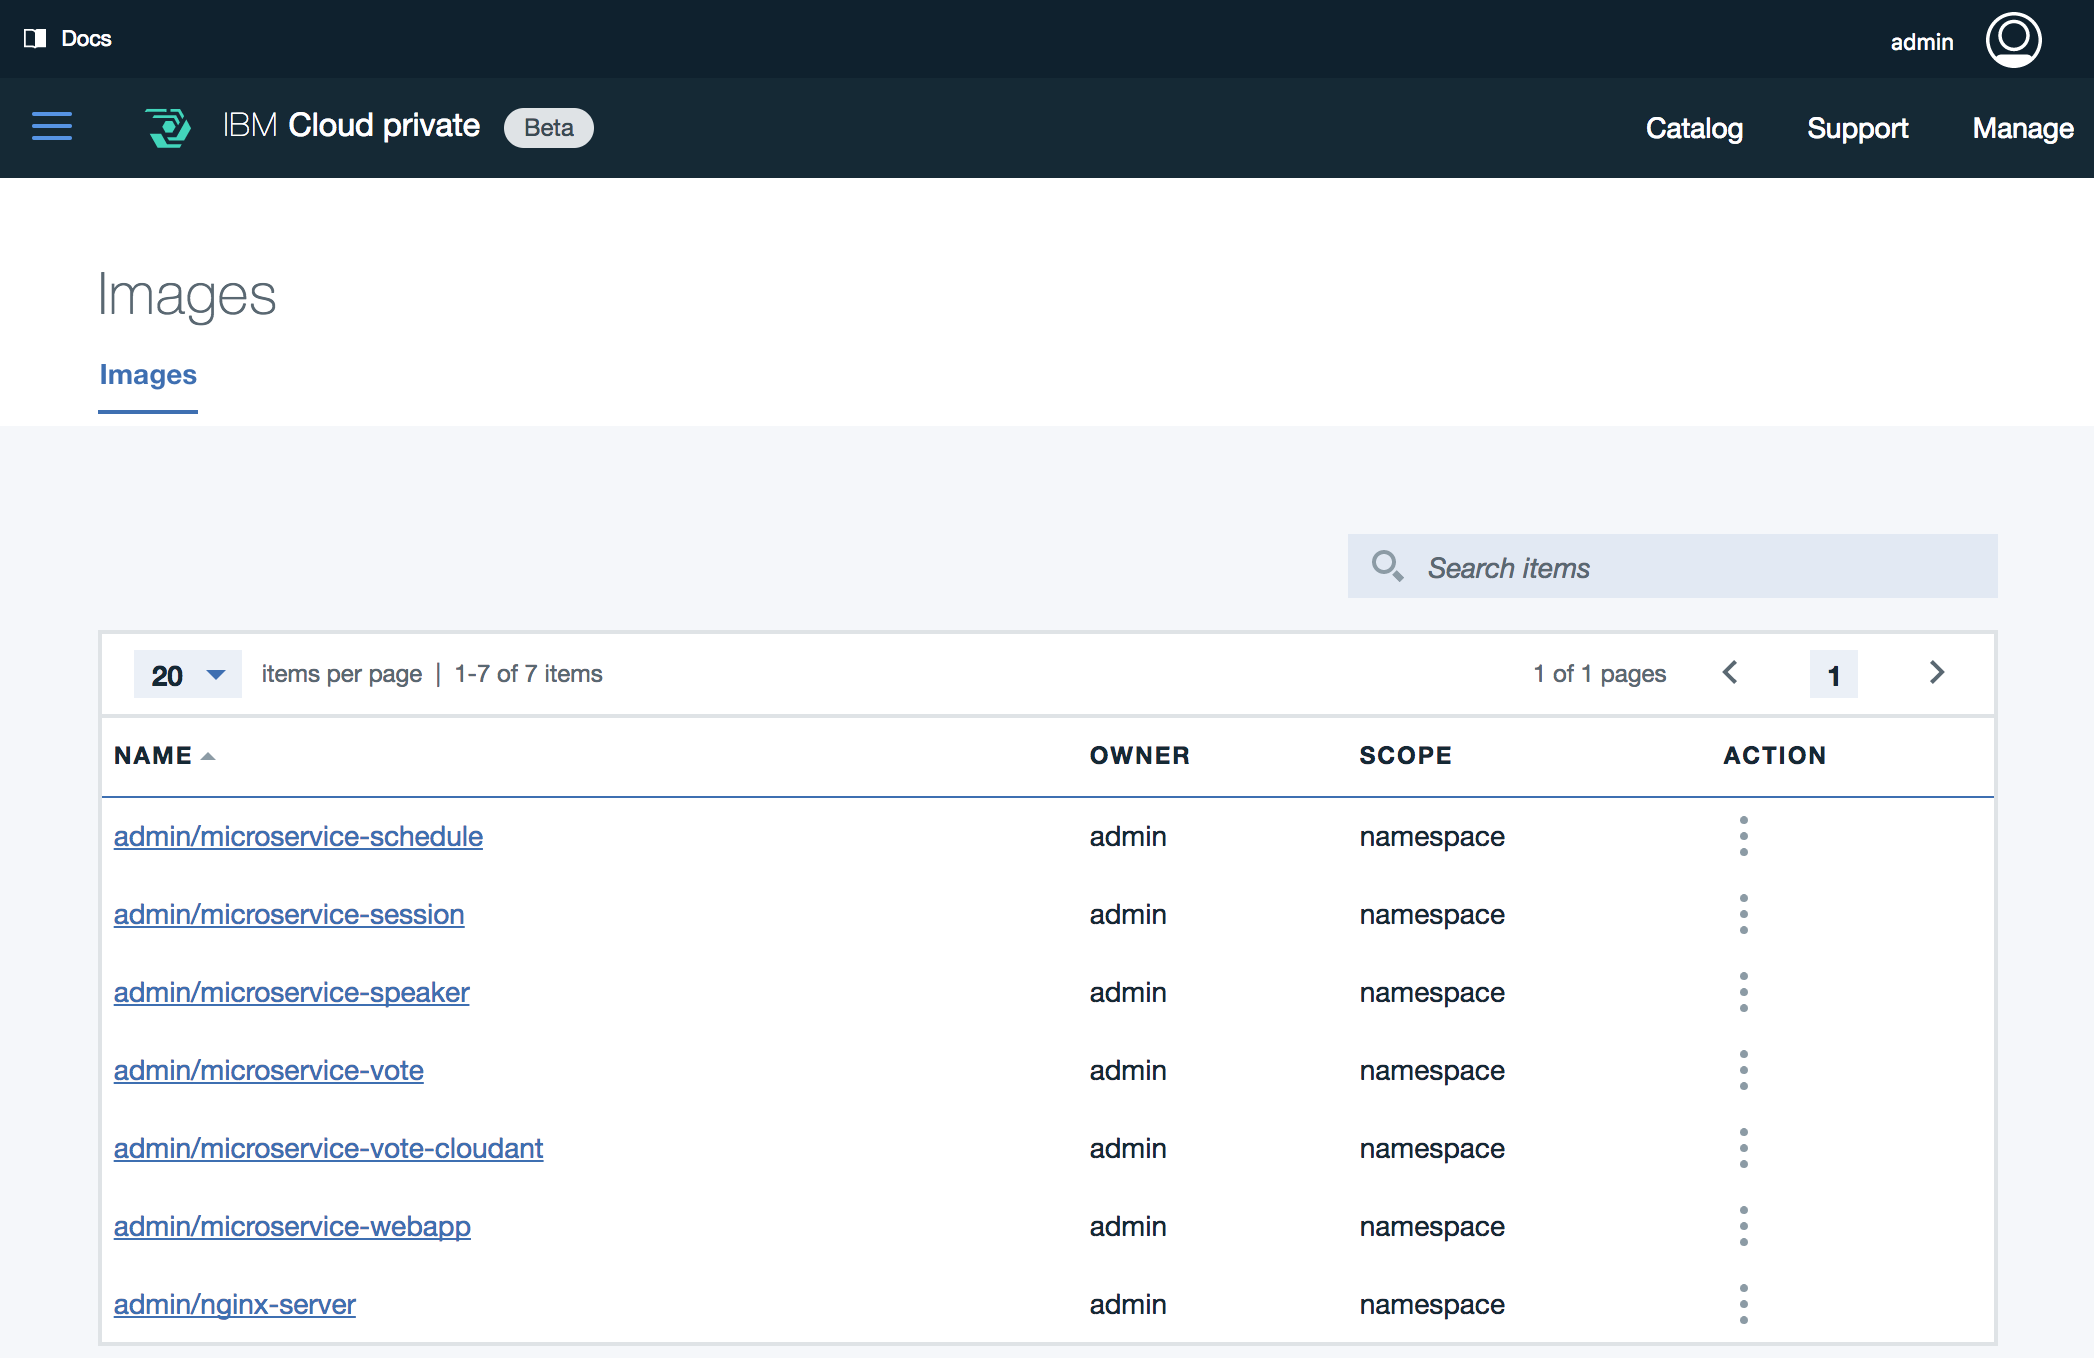 Docs
admin
IBM Cloud private Beta
Catalog Support Manage
Images
Images
Search items
20 items per page | 1-7 of 7 items 1 of 1 pages 1
NAME OWNER SCOPE ACTION
admin/microservice-schedule admin namespace
admin/microservice-session admin namespace
admin/microservice-speaker admin namespace
admin/microservice-vote admin namespace
admin/microservice-vote-cloudant admin namespace
admin/microservice-webapp admin namespace
admin/nginx-server admin namespace